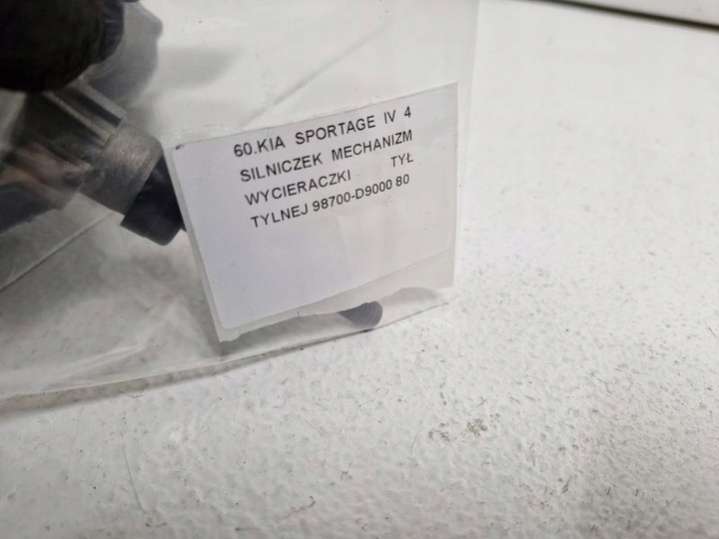 60.KIA SPORTAGE IV 4
SILNICZEK MECHANIZM
WYCIERACZKI TYŁ
TYLNEJ 98700-D9000 80